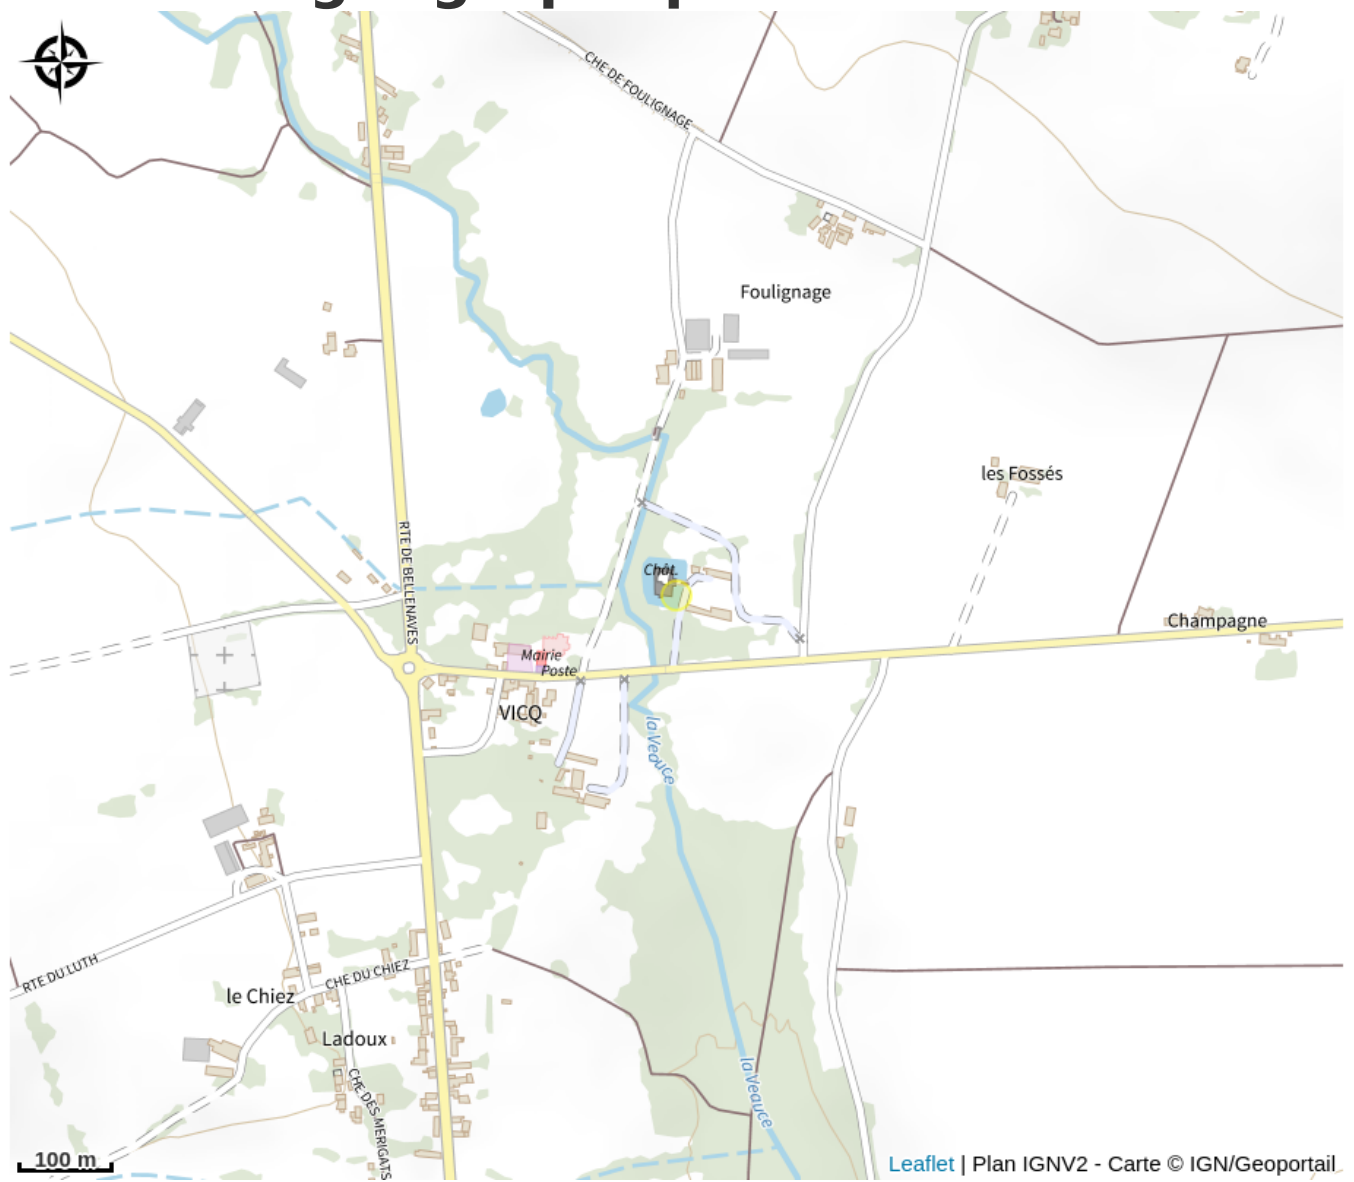 CHE DE FOULIGNAGE
Foulignage
les Fossés
RTE DE BELLENAVES
Chât.
Champagne
Mairie
Poste
VICQ
la Veauce
RTE DU LUTH
CHE DU CHIEZ
le Chiez
Ladoux
CHE DES MERIGATS
la Veauce
100 m
Leaflet | Plan IGNV2 - Carte © IGN/Geoportail